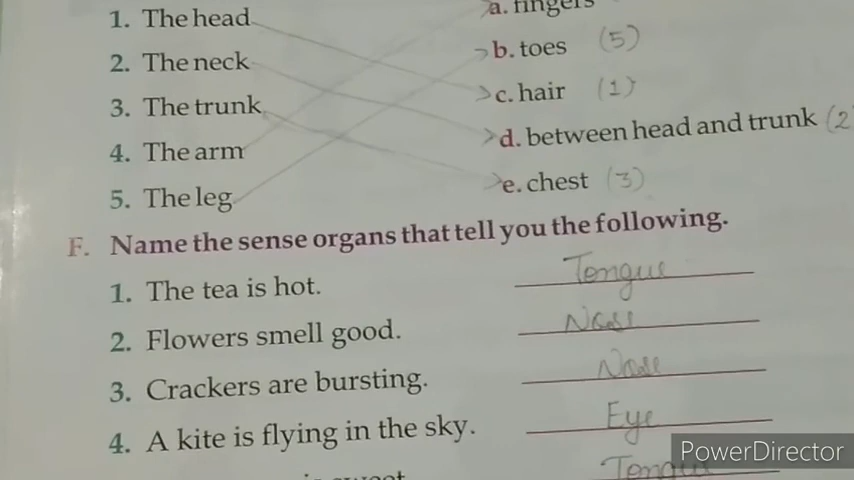 1. The head a. fingers
2. The neck b. toes (5)
3. The trunk c. hair (1)
4. The arm d. between head and trunk (2
5. The leg e. chest (3)
F. Name the sense organs that tell you the following.
1. The tea is hot. Tongue
2. Flowers smell good. Nose
3. Crackers are bursting. Nose
4. A kite is flying in the sky. Eye
is sweet Tongue
PowerDirector